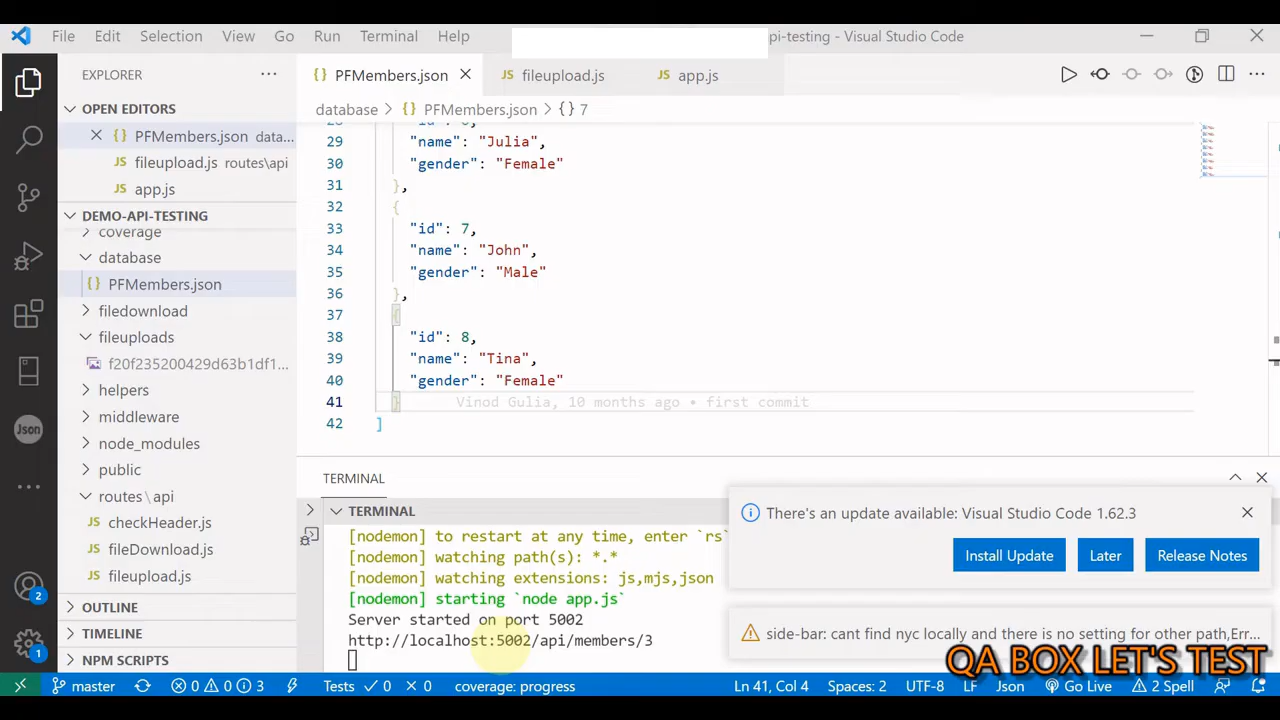 File Edit Selection View Go Run Terminal Help
pi-testing - Visual Studio Code
EXPLORER
PFMembers.json
fileupload.js
app.js
OPEN EDITORS
PFMembers.json data...
fileupload.js routes\api
app.js
DEMO-API-TESTING
coverage
database
PFMembers.json
filedownload
fileuploads
f20f235200429d63b1df1...
helpers
middleware
node_modules
public
routes\api
checkHeader.js
fileDownload.js
fileupload.js
OUTLINE
TIMELINE
NPM SCRIPTS
Json
2
1
database > {} PFMembers.json > {} 7
29 "name": "Julia",
30 "gender": "Female"
31 },
32 {
33 "id": 7,
34 "name": "John",
35 "gender": "Male"
36 },
37 {
38 "id": 8,
39 "name": "Tina",
40 "gender": "Female"
41 } Vinod Gulia, 10 months ago • first commit
42 ]
TERMINAL
TERMINAL
[nodemon] to restart at any time, enter `rs`
[nodemon] watching path(s): *.*
[nodemon] watching extensions: js,mjs,json
[nodemon] starting `node app.js`
Server started on port 5002
http://localhost:5002/api/members/3
There's an update available: Visual Studio Code 1.62.3
Install Update
Later
Release Notes
side-bar: cant find nyc locally and there is no setting for other path,Err...
QA BOX LET'S TEST
master 0 0 3 Tests 0 0 coverage: progress Ln 41, Col 4 Spaces: 2 UTF-8 LF Json Go Live 2 Spell